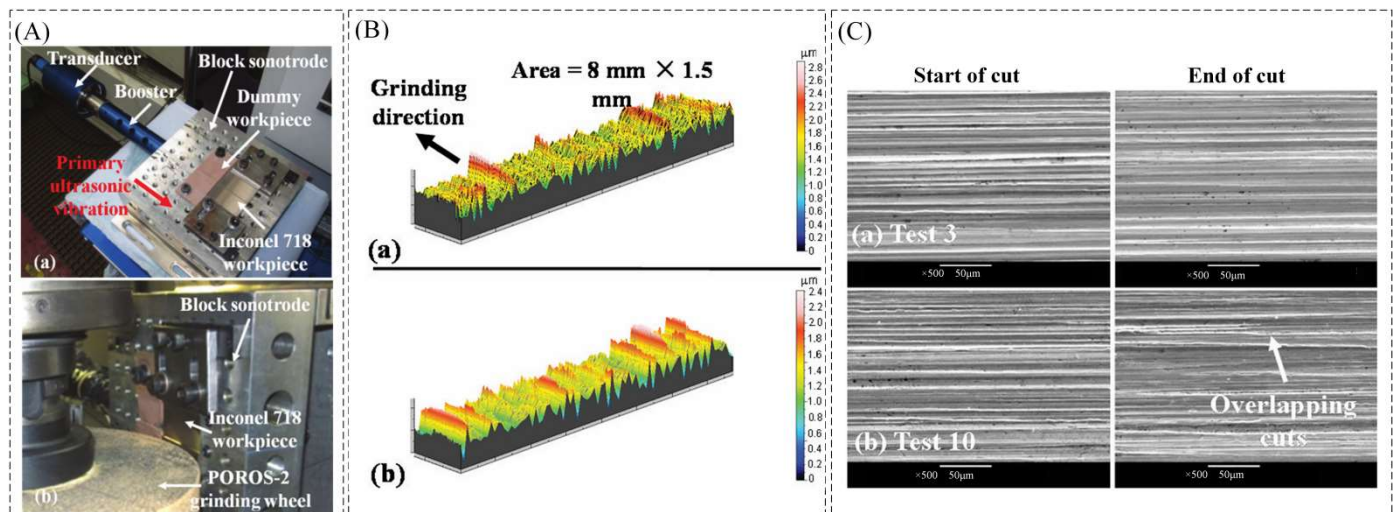 (A)
Transducer
Block sonotrode
Booster
Dummy
workpiece
Primary
ultrasonic
vibration
Inconel 718
workpiece
(a)
Block sonotrode
Inconel 718
workpiece
POROS-2
grinding wheel
(b)
(B)
Grinding
direction
Area = 8 mm × 1.5
mm
μm
2.8
2.6
2.4
2.2
2
1.8
1.6
1.4
1.2
1
0.8
0.6
0.4
0.2
0
(a)
μm
2.4
2.2
2.0
1.8
1.6
1.4
1.2
1.0
0.8
0.6
0.4
0.2
0
(b)
(C)
Start of cut
End of cut
(a) Test 3
×500 50μm
×500 50μm
Overlapping
cuts
(b) Test 10
×500 50μm
×500 50μm